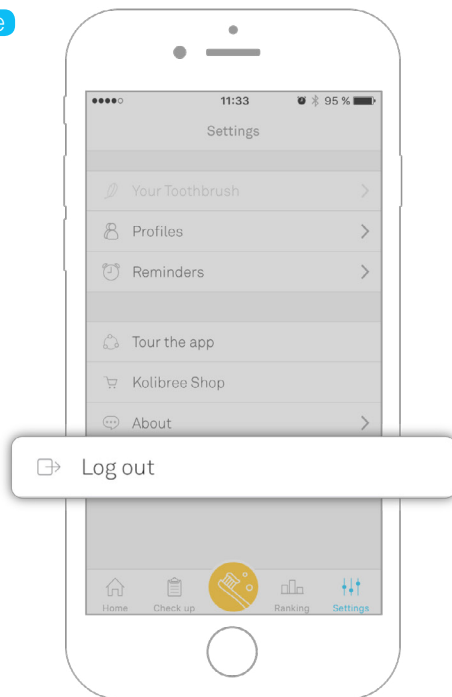 e
11:33 95 %
Settings
Your Toothbrush
Profiles
Reminders
Tour the app
Kolibree Shop
About
Log out
Home Check up Ranking Settings